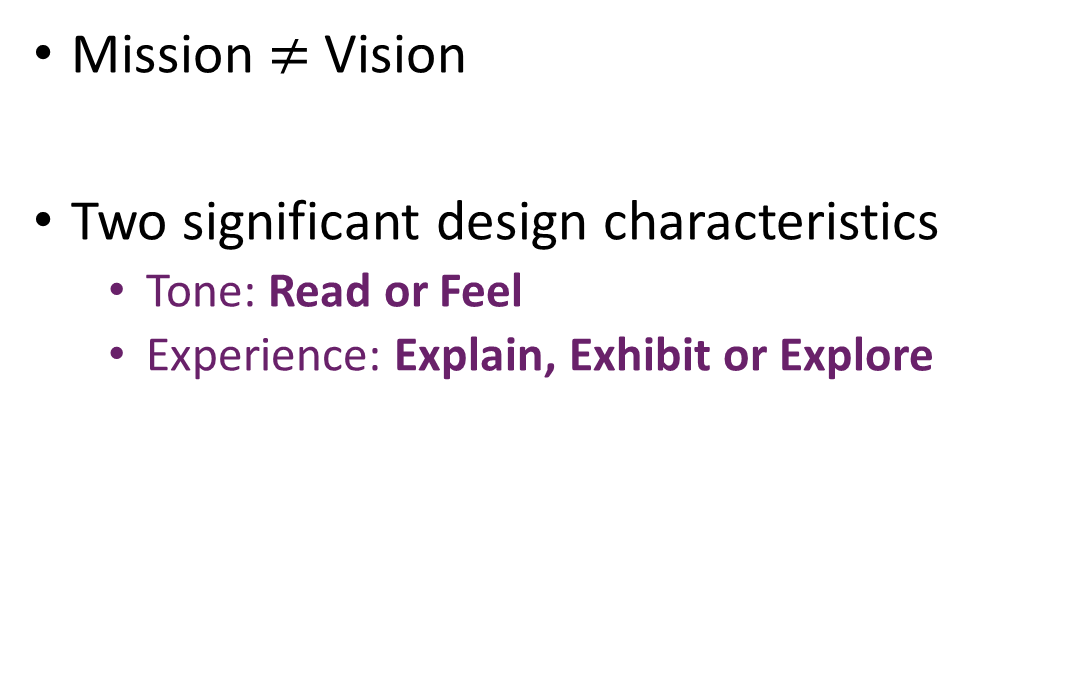 • Mission ≠ Vision
• Two significant design characteristics
• Tone: Read or Feel
• Experience: Explain, Exhibit or Explore